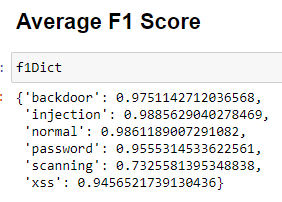 Average F1 Score
: f1Dict
: {'backdoor': 0.9751142712036568,
'injection': 0.9885629040278469,
'normal': 0.9861189007291082,
'password': 0.9555314533622561,
'scanning': 0.7325581395348838,
'xss': 0.9456521739130436}